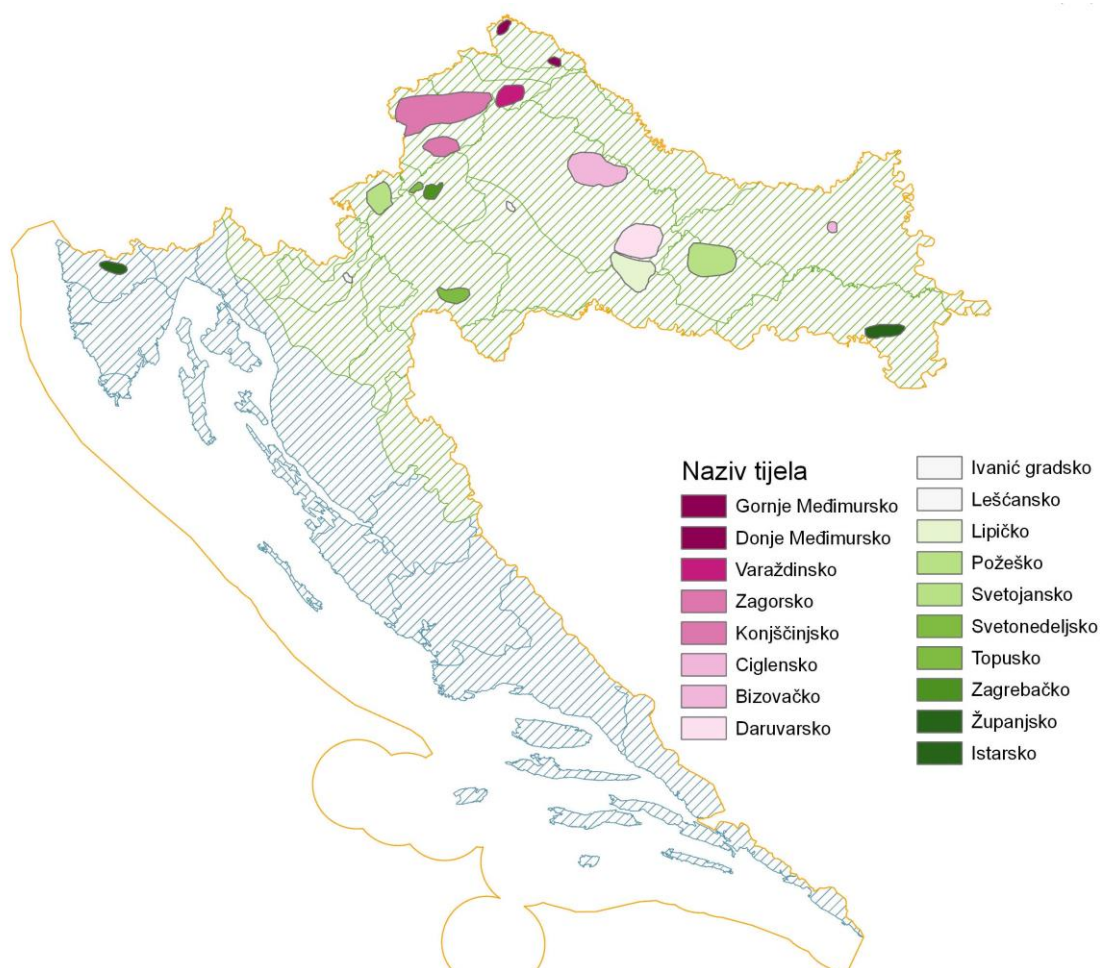 Naziv tijela
Gornje Međimursko
Donje Međimursko
Varaždinsko
Zagorsko
Konjščinjsko
Ciglensko
Bizovačko
Daruvarsko
Ivanić gradsko
Lešćansko
Lipičko
Požeško
Svetojansko
Svetonedeljsko
Topusko
Zagrebačko
Županjsko
Istarsko